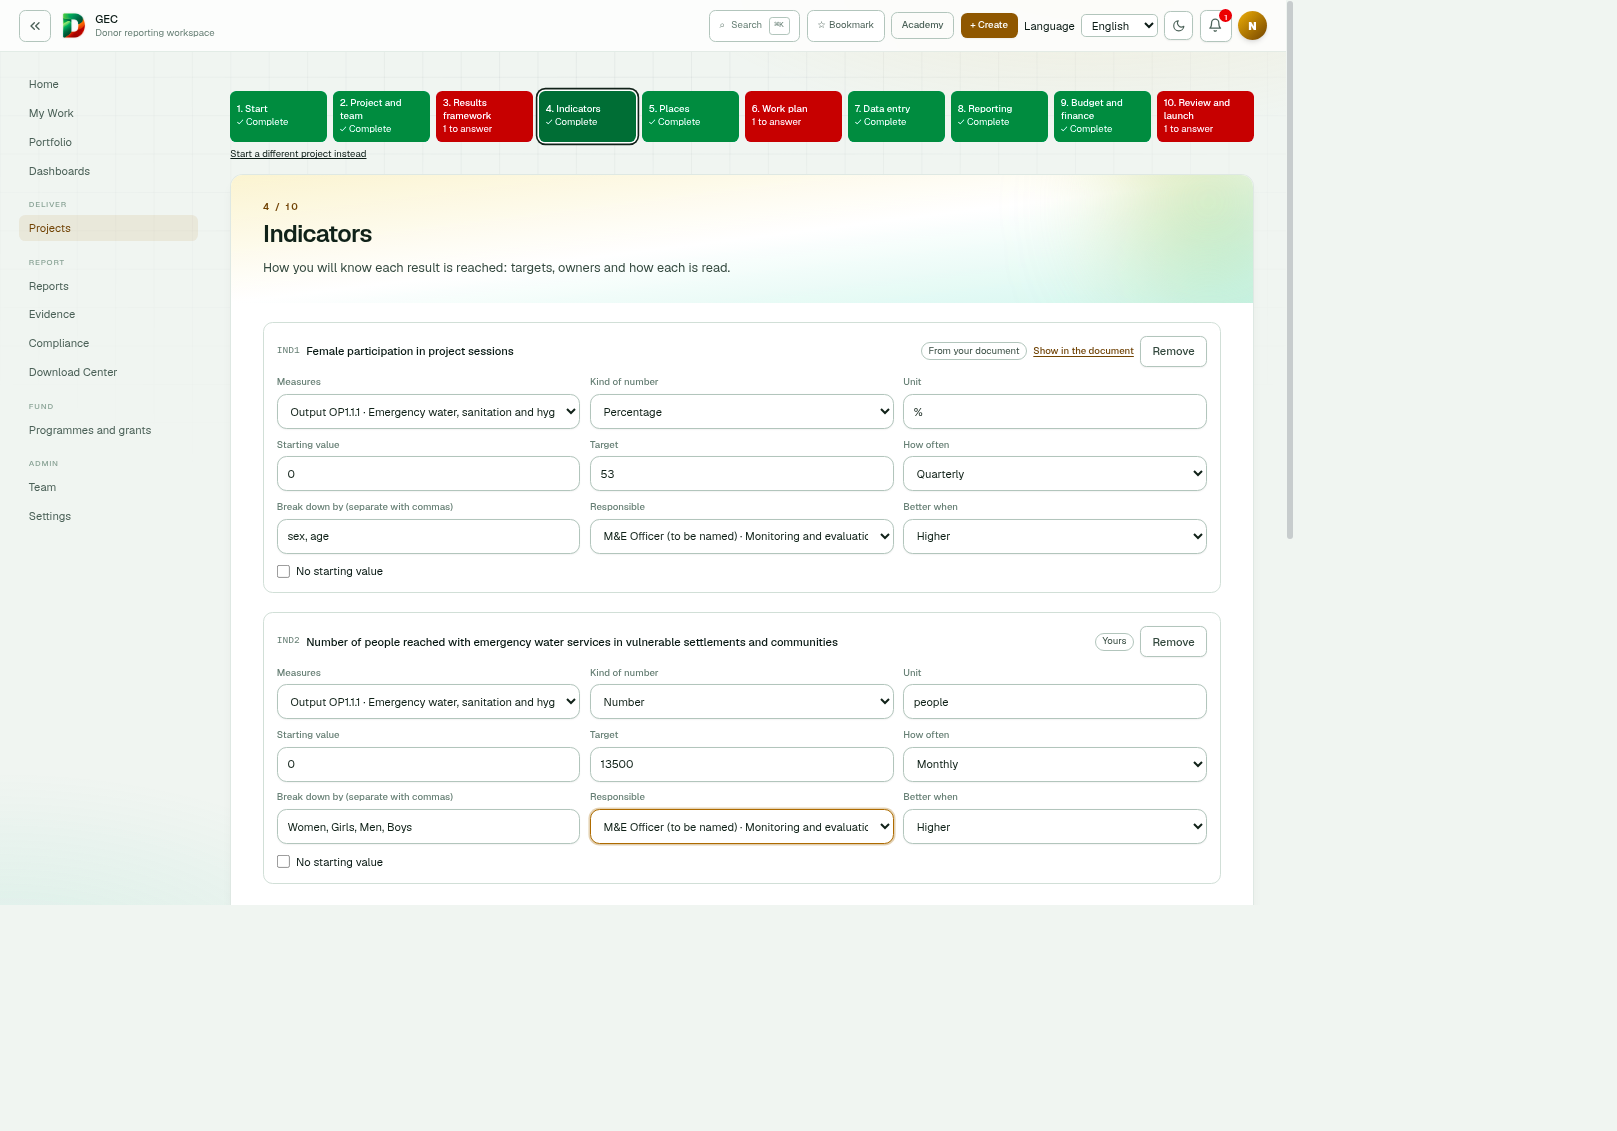 GEC
Donor reporting workspace
Search ⌘K
☆ Bookmark
Academy
+ Create
Language
English
1
N
Home
My Work
Portfolio
Dashboards
DELIVER
Projects
REPORT
Reports
Evidence
Compliance
Download Center
FUND
Programmes and grants
ADMIN
Team
Settings
1. Start
✓ Complete
2. Project and team
✓ Complete
3. Results framework
1 to answer
4. Indicators
✓ Complete
5. Places
✓ Complete
6. Work plan
1 to answer
7. Data entry
✓ Complete
8. Reporting
✓ Complete
9. Budget and finance
✓ Complete
10. Review and launch
1 to answer
Start a different project instead
4 / 10
Indicators
How you will know each result is reached: targets, owners and how each is read.
IND1 Female participation in project sessions
From your document
Show in the document
Remove
Measures
Kind of number
Unit
Output OP1.1.1 · Emergency water, sanitation and hyg
Percentage
%
Starting value
Target
How often
0
53
Quarterly
Break down by (separate with commas)
Responsible
Better when
sex, age
M&E Officer (to be named) · Monitoring and evaluatic
Higher
No starting value
IND2 Number of people reached with emergency water services in vulnerable settlements and communities
Yours
Remove
Measures
Kind of number
Unit
Output OP1.1.1 · Emergency water, sanitation and hyg
Number
people
Starting value
Target
How often
0
13500
Monthly
Break down by (separate with commas)
Responsible
Better when
Women, Girls, Men, Boys
M&E Officer (to be named) · Monitoring and evaluatic
Higher
No starting value